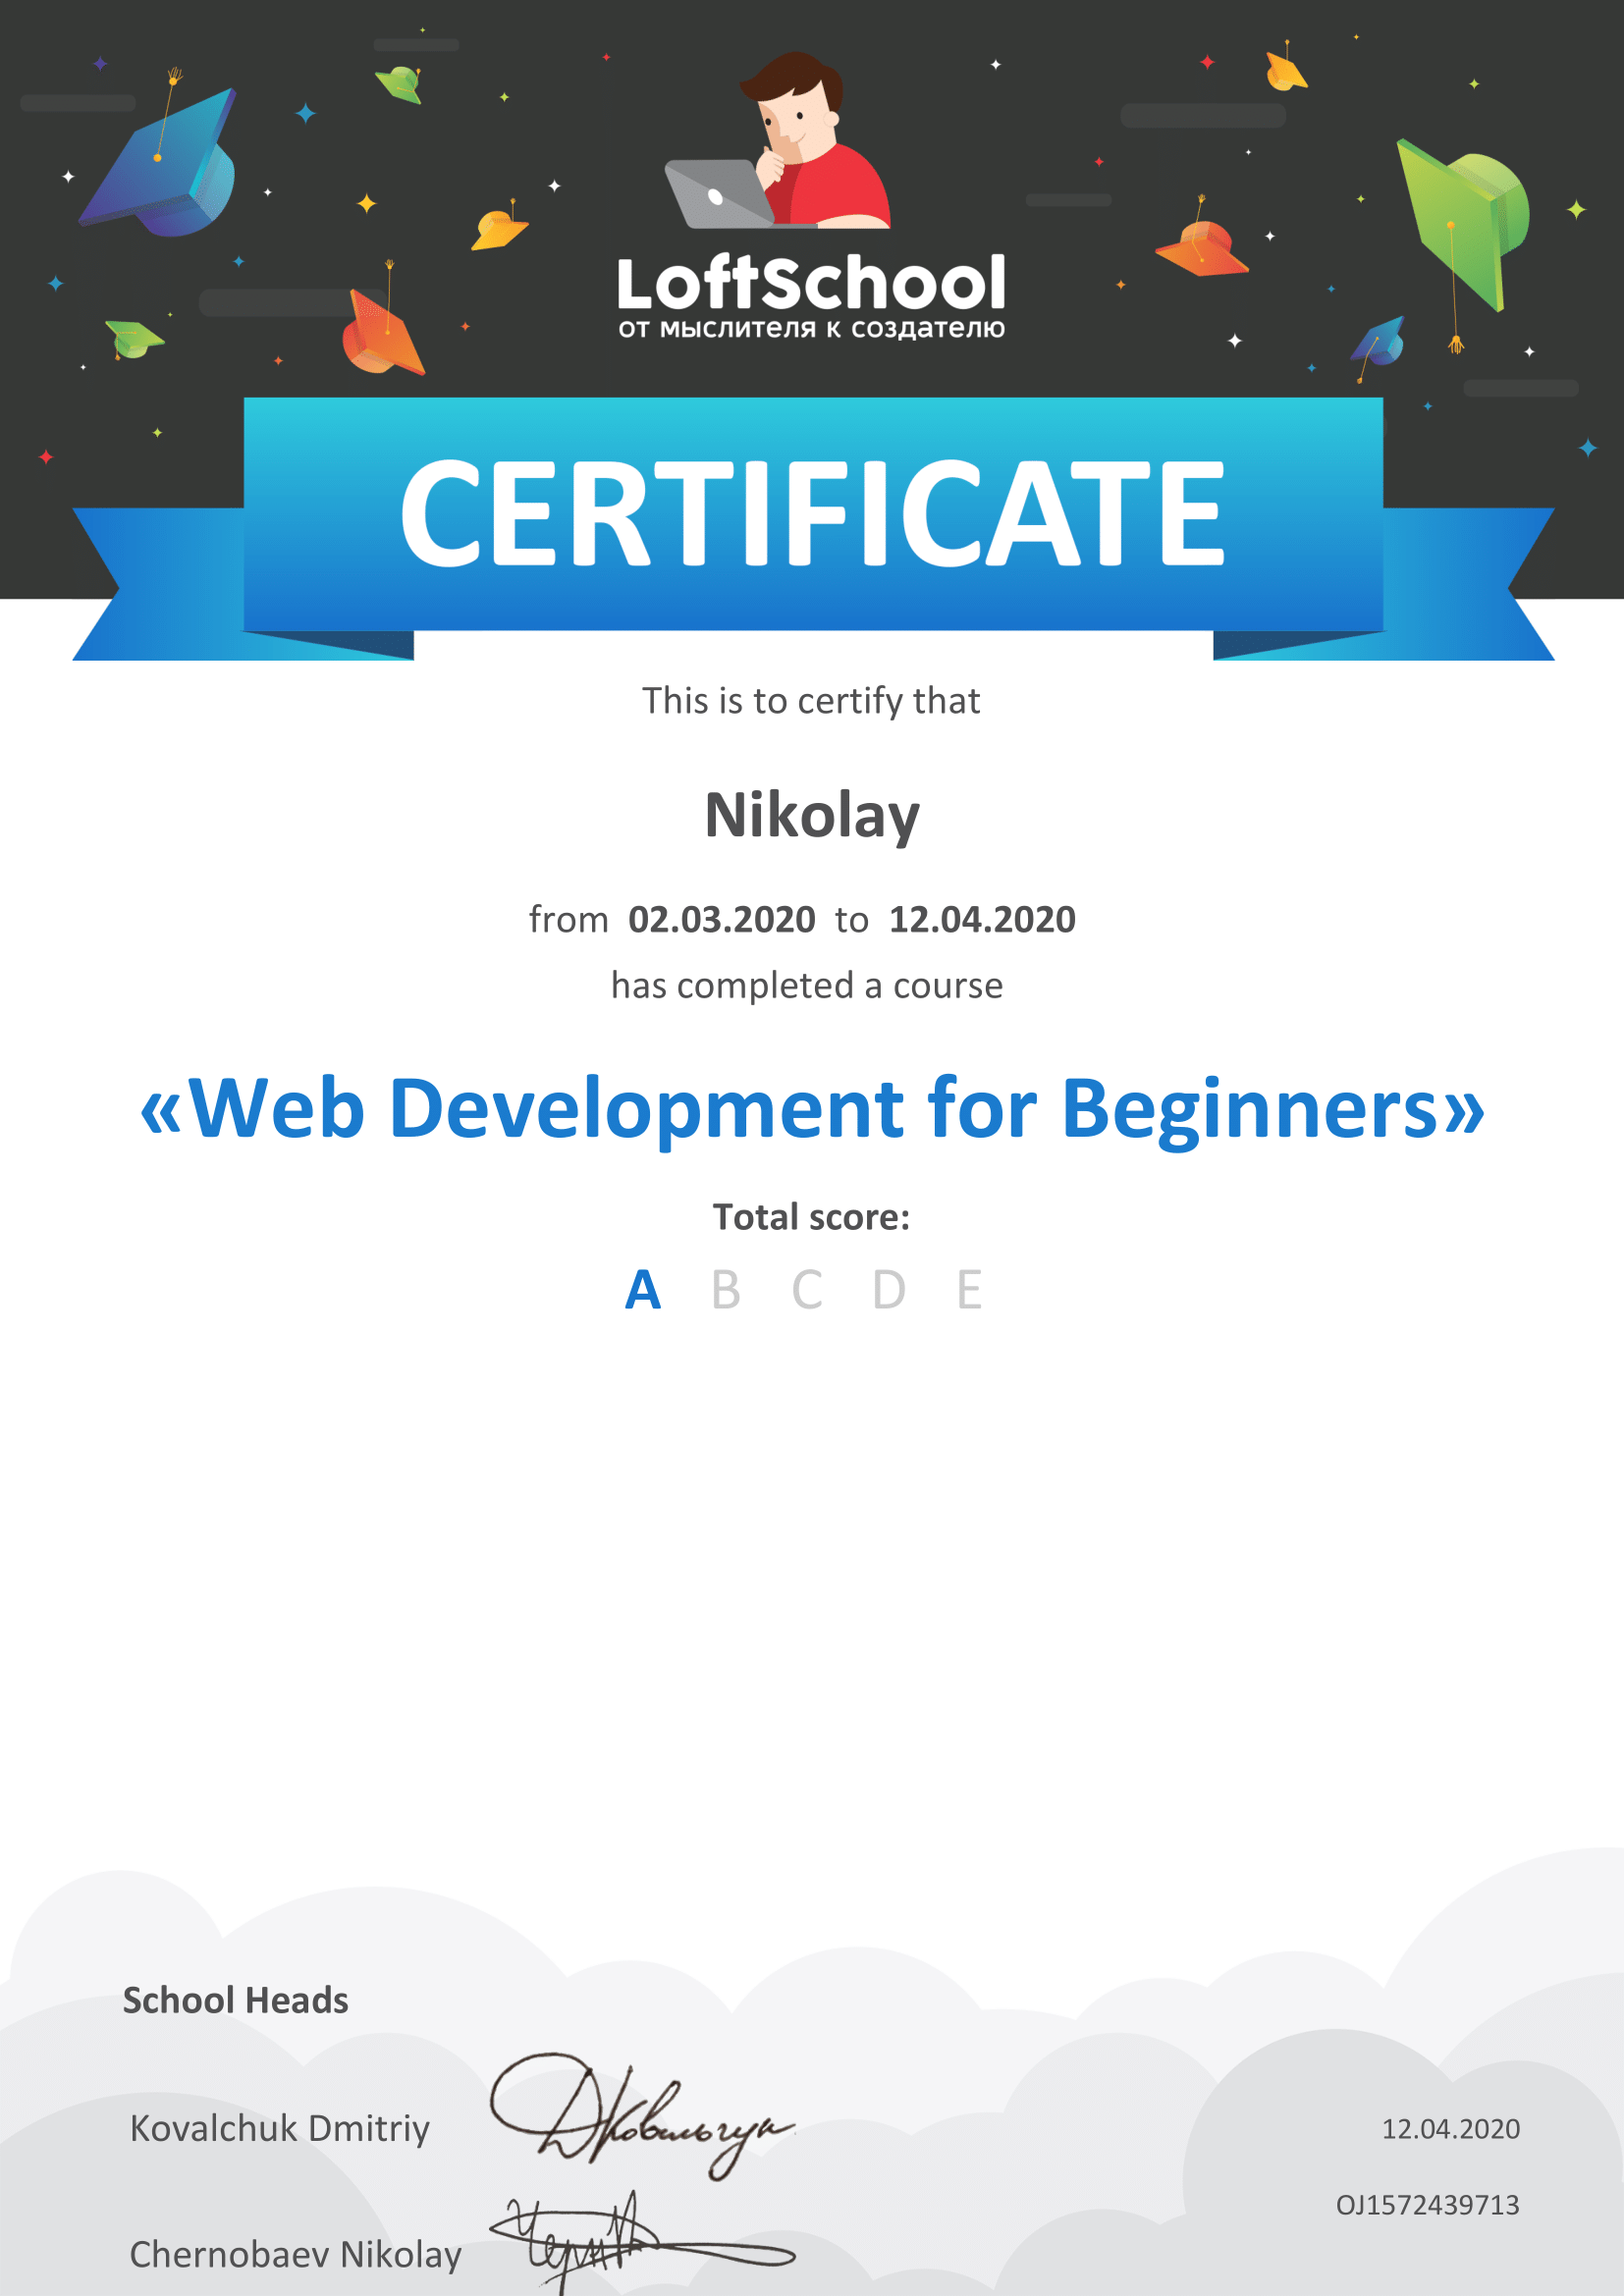 LoftSchool
от мыслителя к создателю
CERTIFICATE
This is to certify that
Nikolay
from 02.03.2020 to 12.04.2020
has completed a course
«Web Development for Beginners»
Total score:
A B C D E
School Heads
Kovalchuk Dmitriy
12.04.2020
OJ1572439713
Chernobaev Nikolay